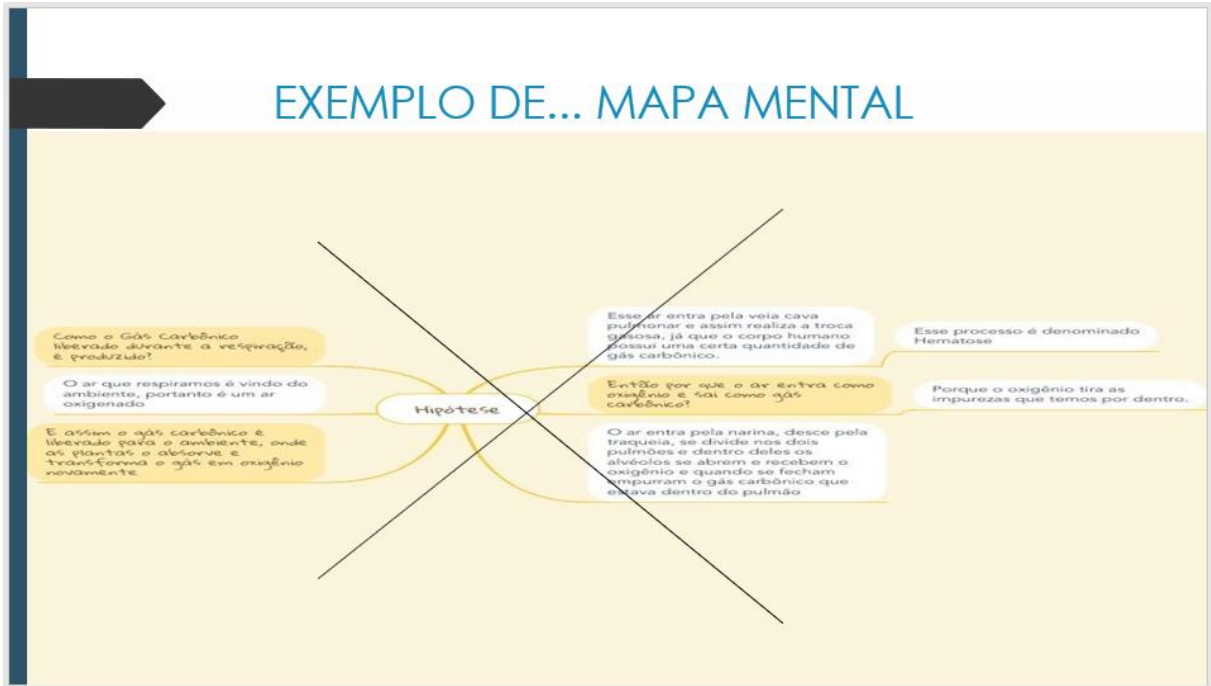 EXEMPLO DE... MAPA MENTAL
Como o Gás Carbônico
liberado durante a respiração,
é produzido?
O ar que respiramos é vindo do
ambiente, portanto é um ar
oxigenado
E assim o gás carbônico é
liberado para o ambiente, onde
as plantas o absorve e
transforma o gás em oxigênio
novamente
Hipótese
Esse ar entra pela veia cava
pulmonar e assim realiza a troca
gasosa, já que o corpo humano
possui uma certa quantidade de
gás carbônico.
Esse processo é denominado
Hematose
Então por que o ar entra como
oxigênio e sai como gás
carbônico?
Porque o oxigênio tira as
impurezas que temos por dentro.
O ar entra pela narina, desce pela
traqueia, se divide nos dois
pulmões e dentro deles os
alvéolos se abrem e recebem o
oxigênio e quando se fecham
empurram o gás carbônico que
estava dentro do pulmão